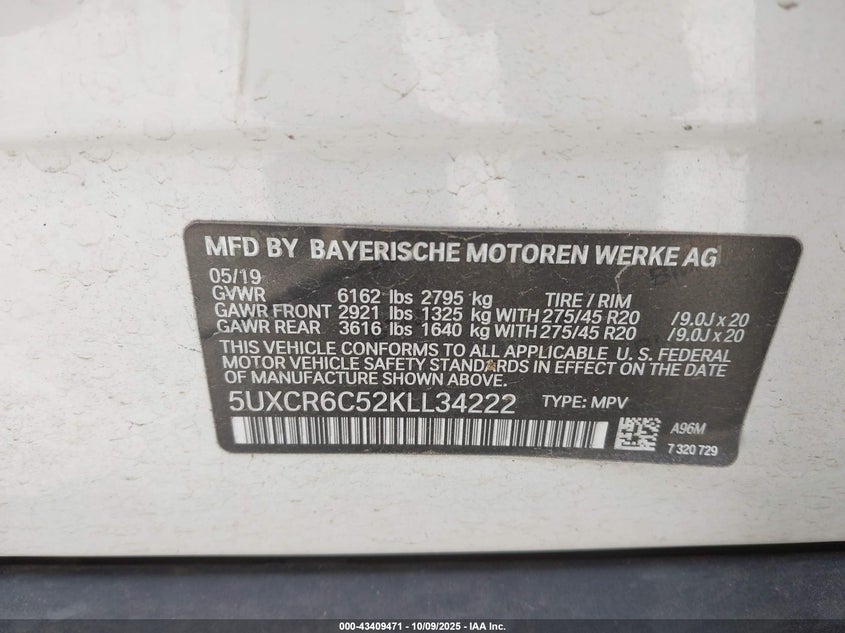 MFD BY BAYERISCHE MOTOREN WERKE AG
05/19
GVWR 6162 lbs 2795 kg TIRE / RIM
GAWR FRONT 2921 lbs 1325 kg WITH 275/45 R20 /9.0J x 20
GAWR REAR 3616 lbs 1640 kg WITH 275/45 R20 /9.0J x 20
THIS VEHICLE CONFORMS TO ALL APPLICABLE U. S. FEDERAL
MOTOR VEHICLE SAFETY STANDARDS IN EFFECT ON THE DATE
OF MANUFACTURE SHOWN ABOVE.
5UXCR6C52KLL34222 TYPE: MPV
A96M
7 320 729
000-43409471 | 10/09/2025 - IAA Inc.